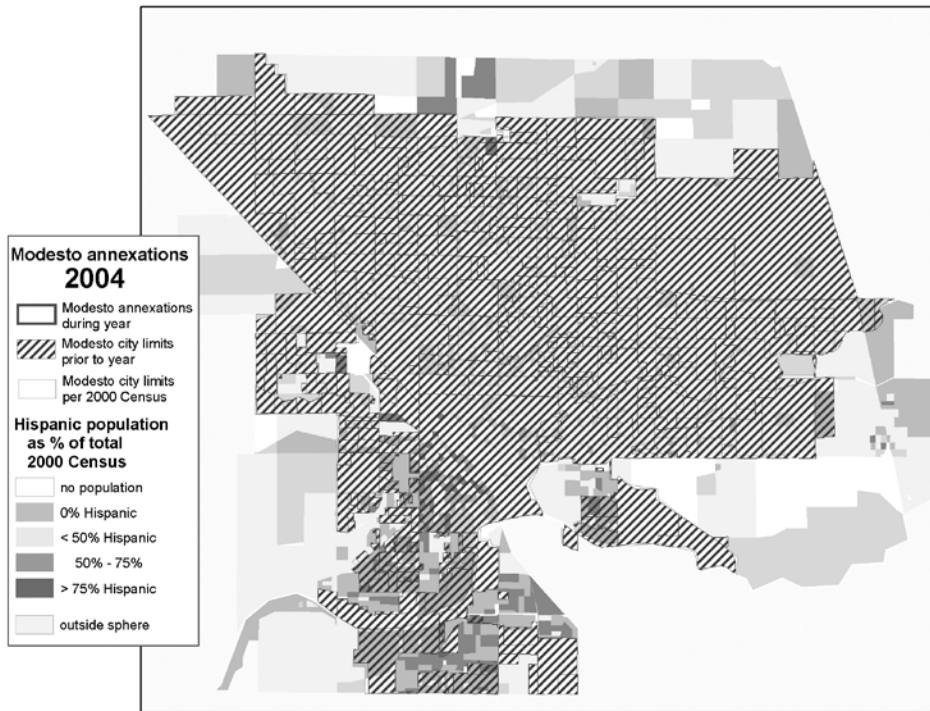 Modesto annexations
2004
Modesto annexations
during year
Modesto city limits
prior to year
Modesto city limits
per 2000 Census
Hispanic population
as % of total
2000 Census
no population
0% Hispanic
< 50% Hispanic
50% - 75%
> 75% Hispanic
outside sphere